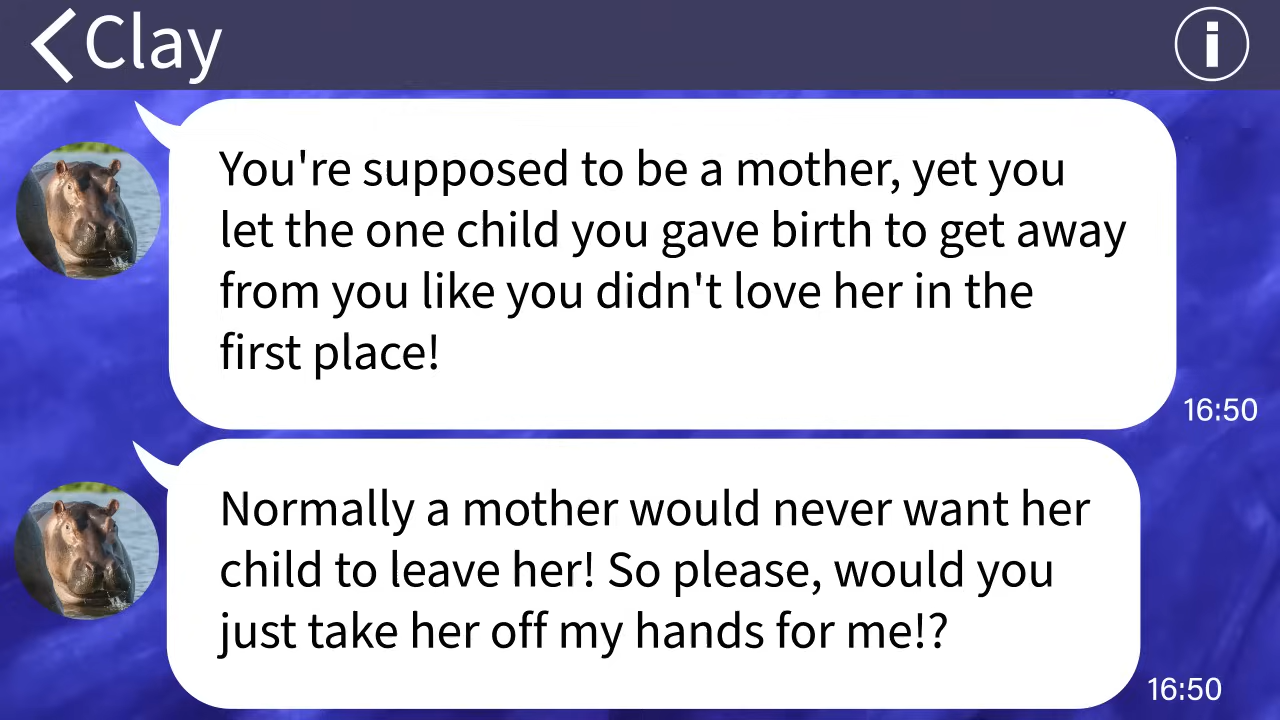 Clay
You're supposed to be a mother, yet you
let the one child you gave birth to get away
from you like you didn't love her in the
first place!
16:50
Normally a mother would never want her
child to leave her! So please, would you
just take her off my hands for me!?
16:50